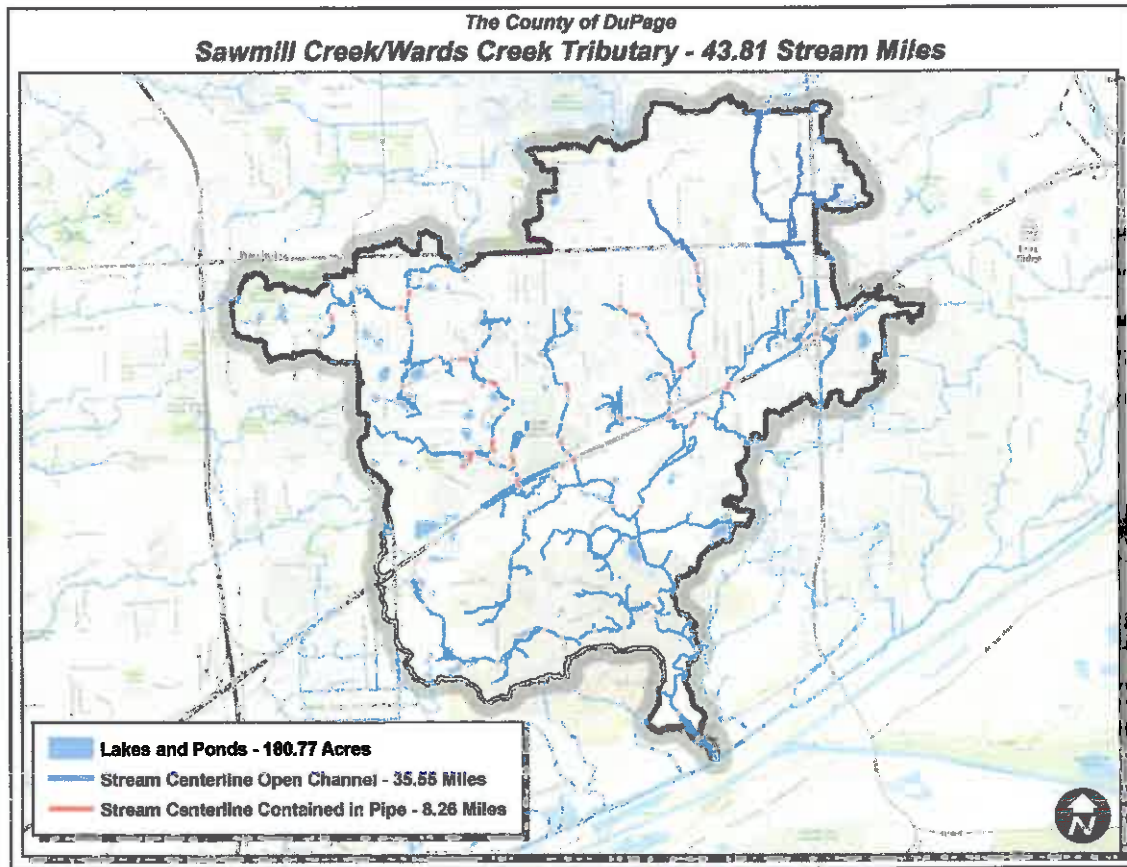 The County of DuPage
Sawmill Creek/Wards Creek Tributary - 43.81 Stream Miles
Lakes and Ponds - 180.77 Acres
Stream Centerline Open Channel - 35.55 Miles
Stream Centerline Contained in Pipe - 8.26 Miles
N